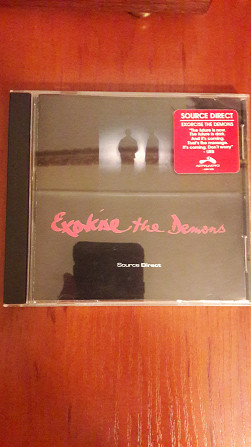 SOURCE DIRECT
EXORCISE THE DEMONS
"The future is now.
The future is dark.
And it's coming.
That's the message.
It's coming. Don't worry"
Exorcise the Demons
Source Direct